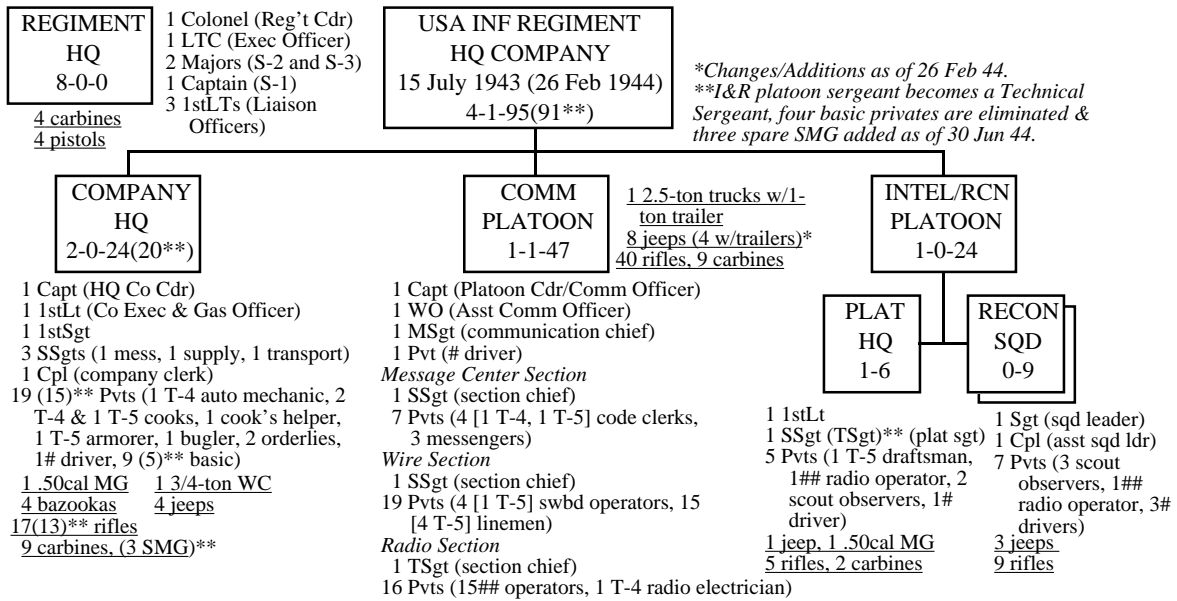 REGIMENT
HQ
8-0-0
4 carbines
4 pistols
1 Colonel (Reg't Cdr)
1 LTC (Exec Officer)
2 Majors (S-2 and S-3)
1 Captain (S-1)
3 1stLTs (Liaison
Officers)
USA INF REGIMENT
HQ COMPANY
15 July 1943 (26 Feb 1944)
4-1-95(91**)
*Changes/Additions as of 26 Feb 44.
**I&R platoon sergeant becomes a Technical
Sergeant, four basic privates are eliminated &
three spare SMG added as of 30 Jun 44.
COMPANY
HQ
2-0-24(20**)
1 Capt (HQ Co Cdr)
1 1stLt (Co Exec & Gas Officer)
1 1stSgt
3 SSgts (1 mess, 1 supply, 1 transport)
1 Cpl (company clerk)
19 (15)** Pvts (1 T-4 auto mechanic, 2
T-4 & 1 T-5 cooks, 1 cook's helper,
1 T-5 armorer, 1 bugler, 2 orderlies,
1# driver, 9 (5)** basic)
1 .50cal MG 1 3/4-ton WC
4 bazookas 4 jeeps
17(13)** rifles
9 carbines, (3 SMG)**
COMM
PLATOON
1-1-47
1 2.5-ton trucks w/1-
ton trailer
8 jeeps (4 w/trailers)*
40 rifles, 9 carbines
1 Capt (Platoon Cdr/Comm Officer)
1 WO (Asst Comm Officer)
1 MSgt (communication chief)
1 Pvt (# driver)
Message Center Section
1 SSgt (section chief)
7 Pvts (4 [1 T-4, 1 T-5] code clerks,
3 messengers)
Wire Section
1 SSgt (section chief)
19 Pvts (4 [1 T-5] swbd operators, 15
[4 T-5] linemen)
Radio Section
1 TSgt (section chief)
16 Pvts (15## operators, 1 T-4 radio electrician)
INTEL/RCN
PLATOON
1-0-24
PLAT
HQ
1-6
1 1stLt
1 SSgt (TSgt)** (plat sgt)
5 Pvts (1 T-5 draftsman,
1## radio operator, 2
scout observers, 1#
driver)
1 jeep, 1 .50cal MG
5 rifles, 2 carbines
RECON
SQD
0-9
1 Sgt (sqd leader)
1 Cpl (asst sqd ldr)
7 Pvts (3 scout
observers, 1##
radio operator, 3#
drivers)
3 jeeps
9 rifles